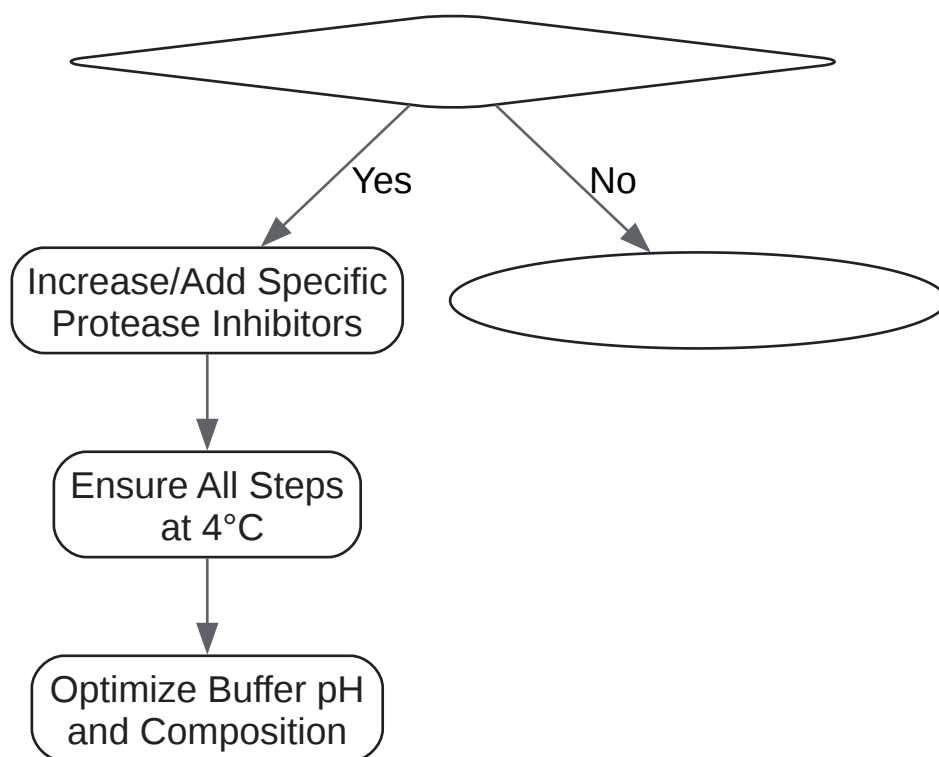 Yes
No
Increase/Add Specific
Protease Inhibitors
Ensure All Steps
at 4°C
Optimize Buffer pH
and Composition